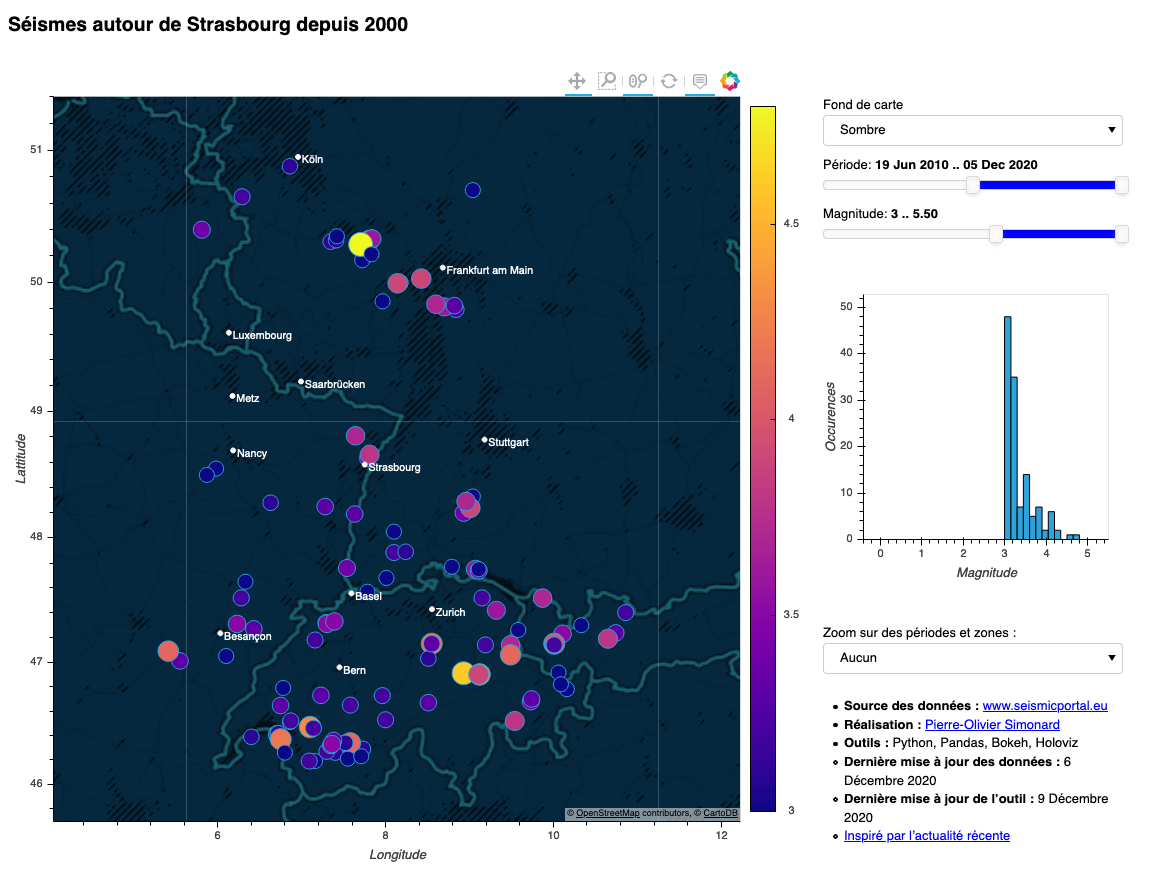 Séismes autour de Strasbourg depuis 2000
51
50
49
48
47
46
Lattitude
6
8
10
12
Longitude
Köln
Frankfurt am Main
Luxembourg
Saarbrücken
Metz
Stuttgart
Nancy
Strasbourg
Basel
Zurich
Besançon
Bern
© OpenStreetMap contributors, © CartoDB
4.5
4
3.5
3
Fond de carte
Sombre
Période: 19 Jun 2010 .. 05 Dec 2020
Magnitude: 3 .. 5.50
50
40
30
20
10
0
Occurences
0
1
2
3
4
5
Magnitude
Zoom sur des périodes et zones :
Aucun
Source des données : www.seismicportal.eu
Réalisation : Pierre-Olivier Simonard
Outils : Python, Pandas, Bokeh, Holoviz
Dernière mise à jour des données : 6
Décembre 2020
Dernière mise à jour de l'outil : 9 Décembre
2020
Inspiré par l'actualité récente